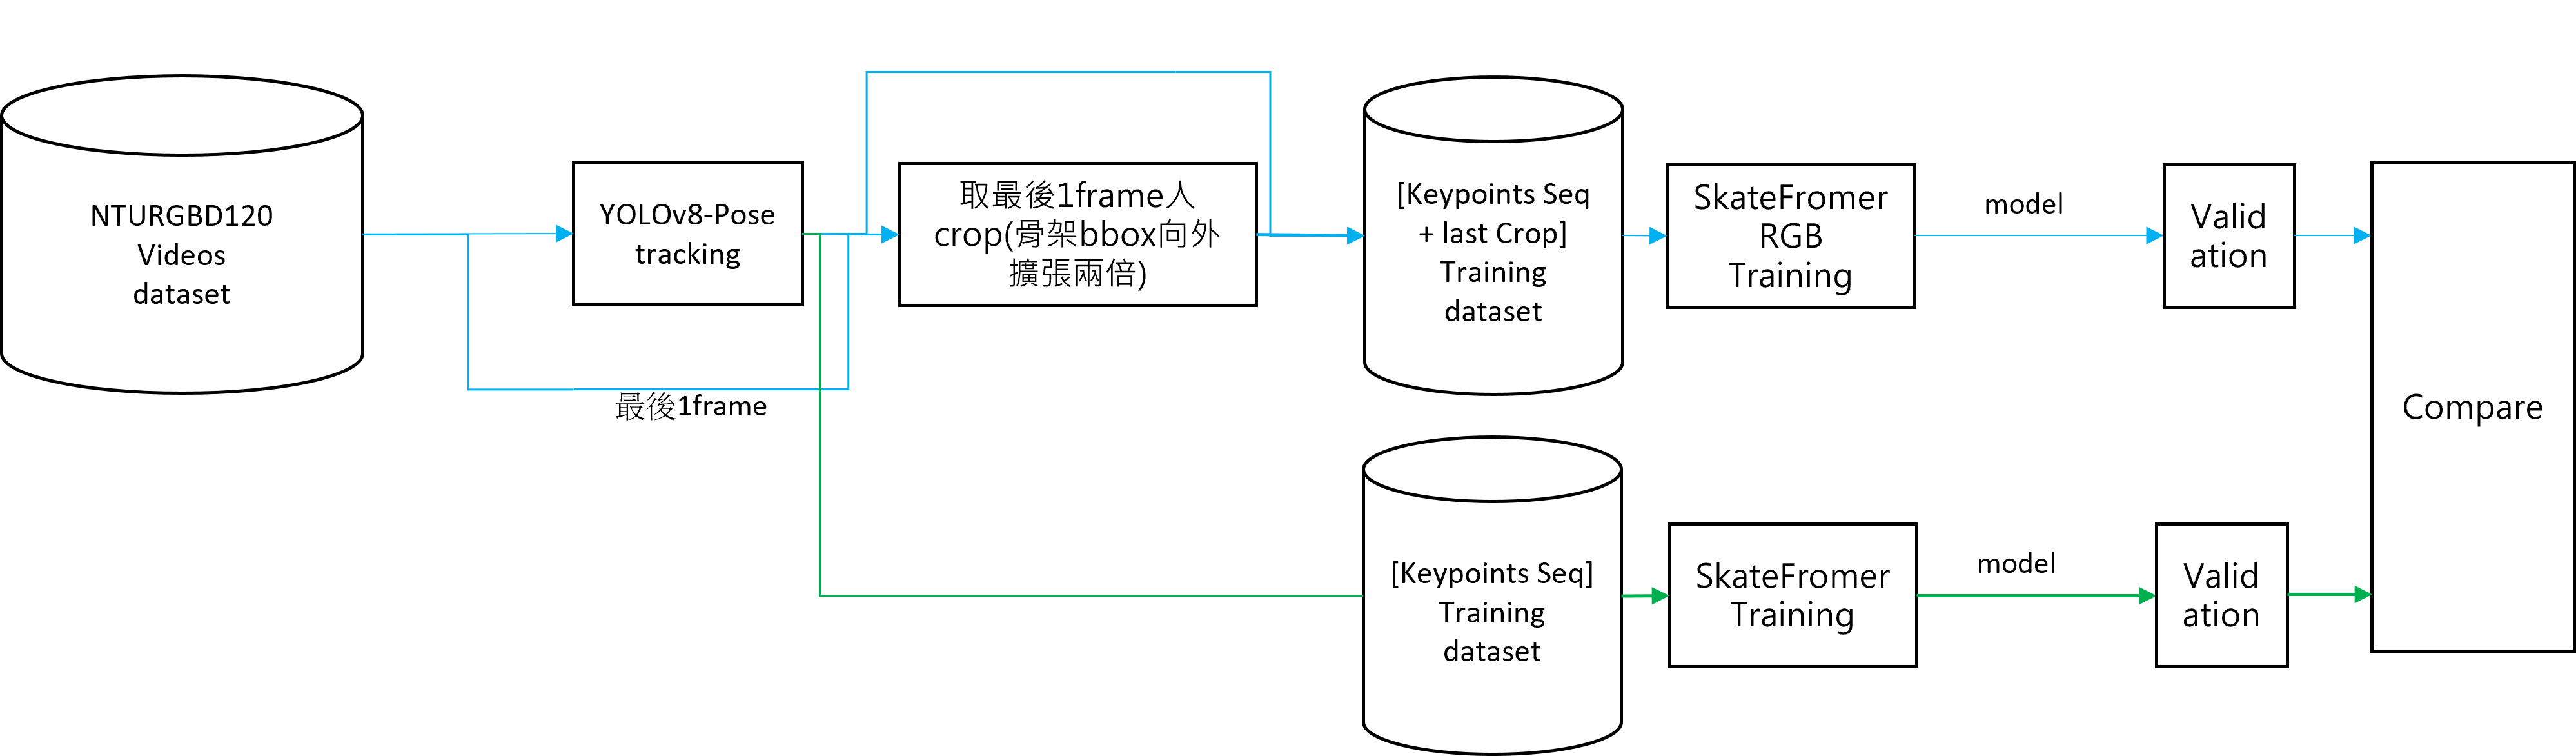 NTURGBD120
Videos
dataset
YOLOv8-Pose
tracking
最後1frame
取最後1frame人
crop(骨架bbox向外
擴張兩倍)
[Keypoints Seq
+ last Crop]
Training
dataset
SkateFromer
RGB
Training
model
Valid
ation
Compare
[Keypoints Seq]
Training
dataset
SkateFromer
Training
model
Valid
ation